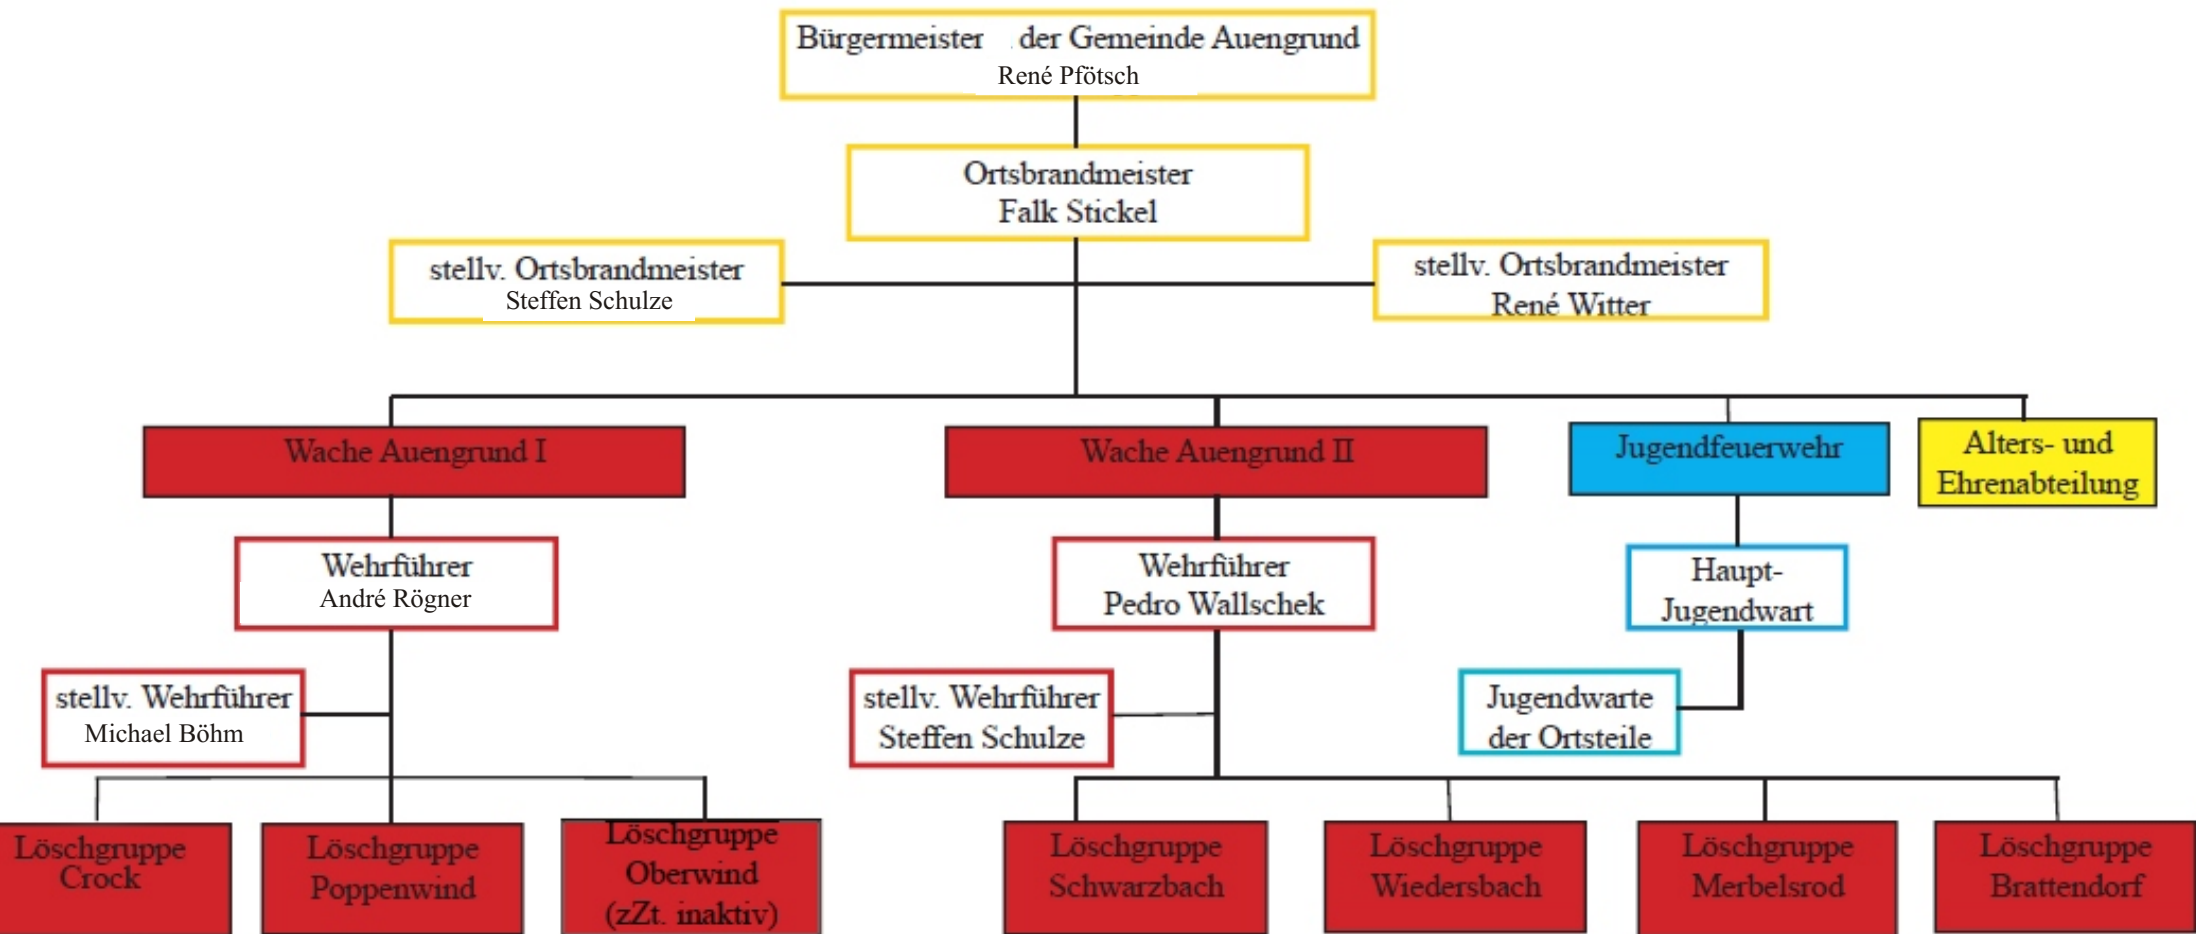 Bürgermeister der Gemeinde Auengrund
René Pfötsch
Ortsbrandmeister
Falk Stickel
stellv. Ortsbrandmeister
Steffen Schulze
stellv. Ortsbrandmeister
René Witter
Wache Auengrund I
Wache Auengrund II
Jugendfeuerwehr
Alters- und
Ehrenabteilung
Wehrführer
André Rögner
Wehrführer
Pedro Wallschek
Haupt-
Jugendwart
stellv. Wehrführer
Michael Böhm
stellv. Wehrführer
Steffen Schulze
Jugendwarte
der Ortsteile
Löschgruppe
Crock
Löschgruppe
Poppenwind
Löschgruppe
Oberwind
(zZt. inaktiv)
Löschgruppe
Schwarzbach
Löschgruppe
Wiedersbach
Löschgruppe
Merbelsrod
Löschgruppe
Brattendorf